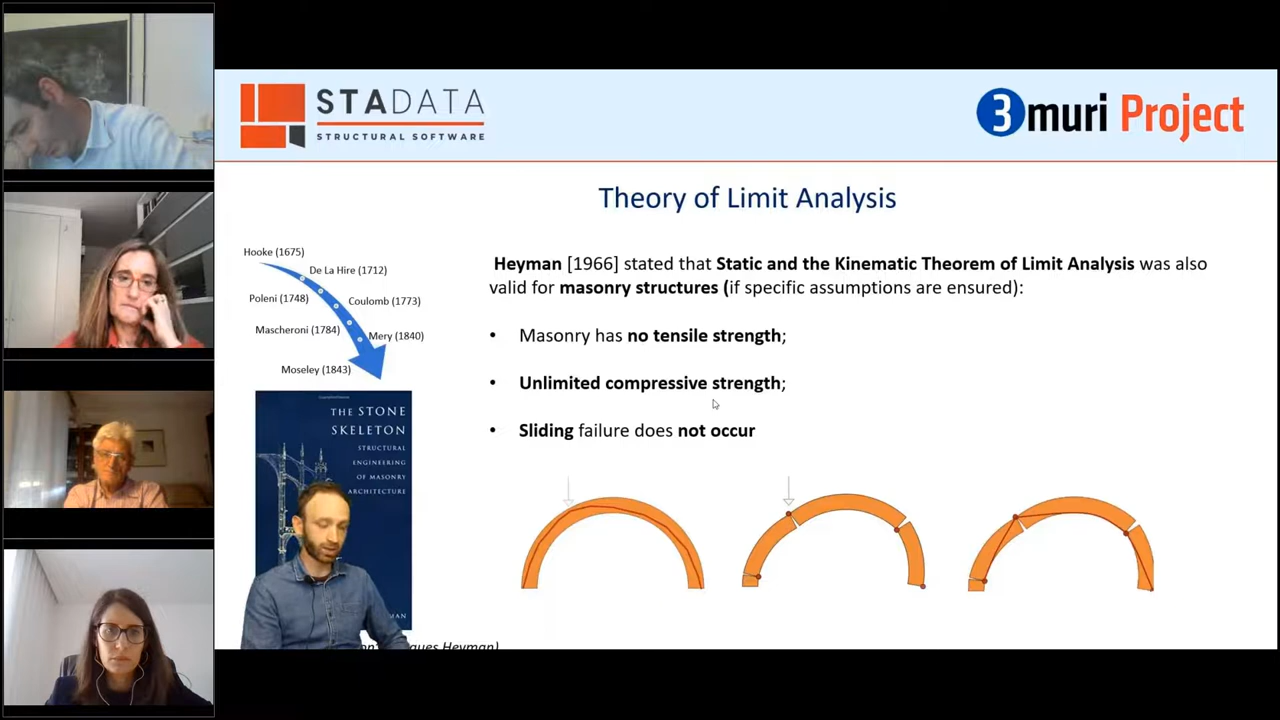 STADATA
STRUCTURAL SOFTWARE
3muri Project
Theory of Limit Analysis
Hooke (1675)
De La Hire (1712)
Poleni (1748)
Coulomb (1773)
Mascheroni (1784)
Mery (1840)
Moseley (1843)
Heyman [1966] stated that Static and the Kinematic Theorem of Limit Analysis was also
valid for masonry structures (if specific assumptions are ensured):
• Masonry has no tensile strength;
• Unlimited compressive strength;
• Sliding failure does not occur
THE STONE
SKELETON
STRUCTURAL
ENGINEERING
OF MASONRY
ARCHITECTURE
Heyman)